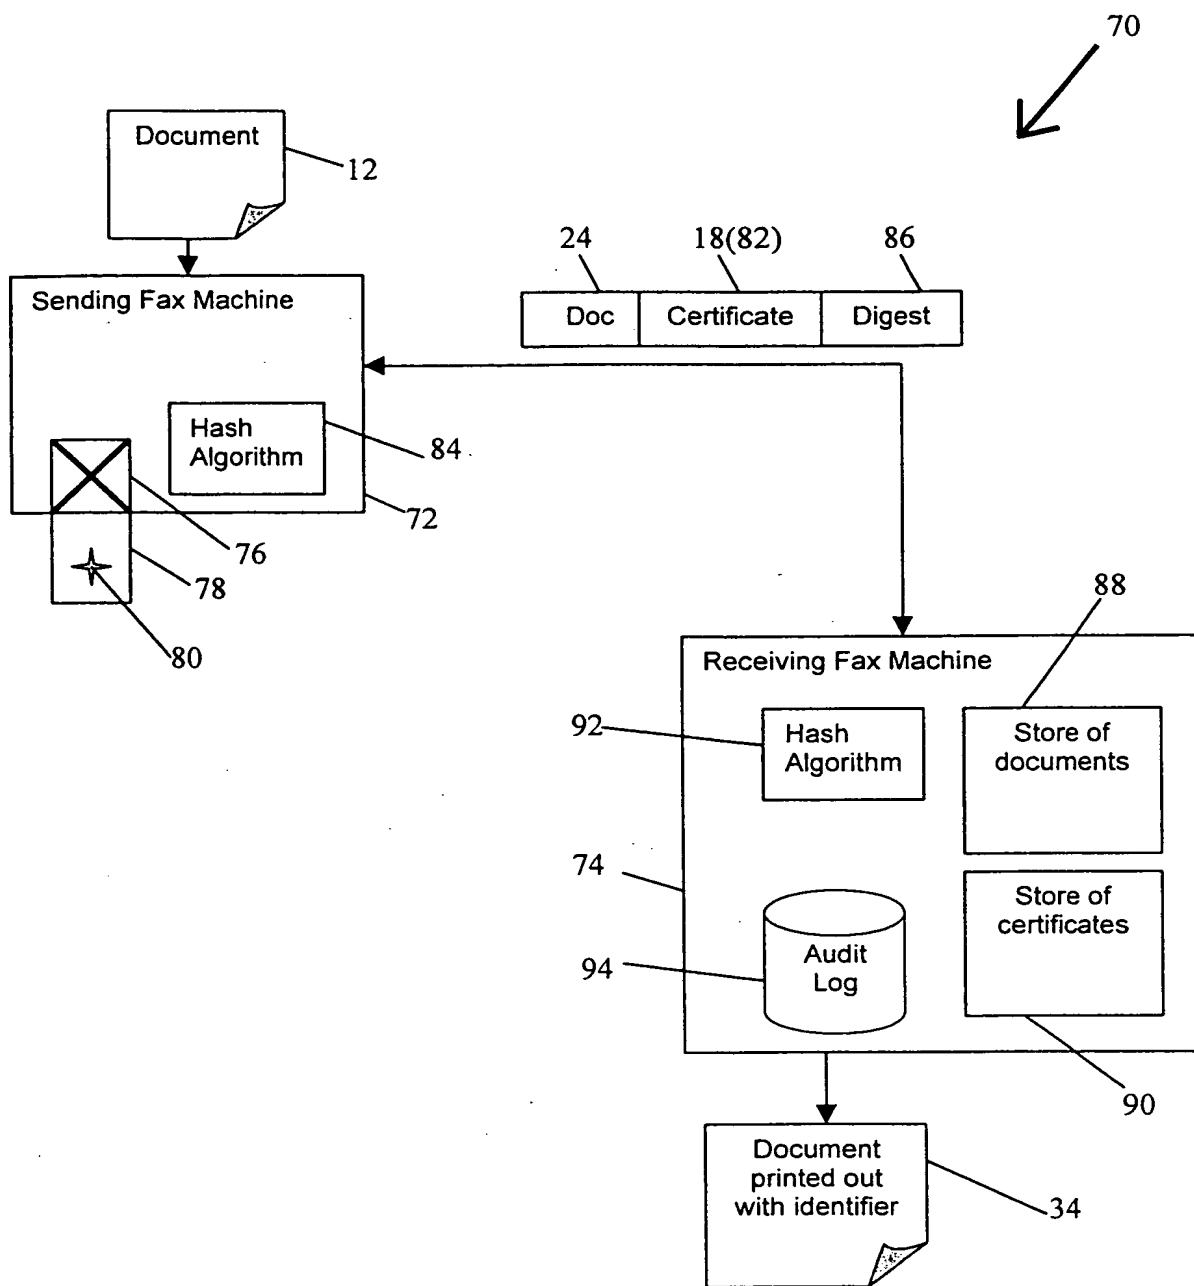 70
Document
12
24
18(82)
86
Sending Fax Machine
Doc
Certificate
Digest
Hash
Algorithm
84
72
76
78
80
88
Receiving Fax Machine
92
Hash
Algorithm
Store of
documents
74
Store of
certificates
Audit
Log
94
90
Document
printed out
with identifier
34